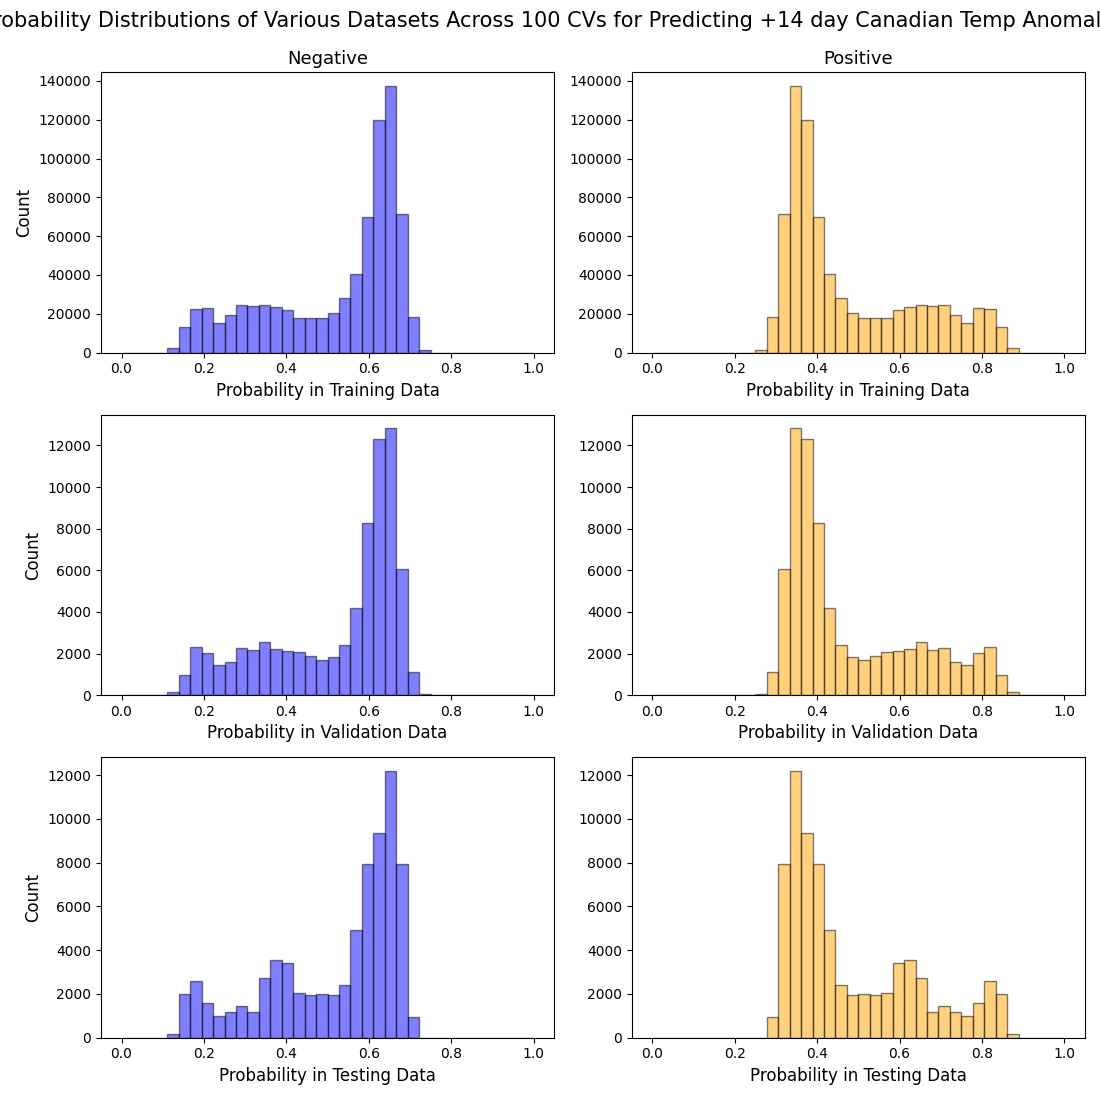 robability Distributions of Various Datasets Across 100 CVs for Predicting +14 day Canadian Temp Anomal
Negative
Positive
140000
120000
100000
80000
60000
40000
20000
0
Count
0.0 0.2 0.4 0.6 0.8 1.0
Probability in Training Data
140000
120000
100000
80000
60000
40000
20000
0
0.0 0.2 0.4 0.6 0.8 1.0
Probability in Training Data
12000
10000
8000
6000
4000
2000
0
Count
0.0 0.2 0.4 0.6 0.8 1.0
Probability in Validation Data
12000
10000
8000
6000
4000
2000
0
0.0 0.2 0.4 0.6 0.8 1.0
Probability in Validation Data
12000
10000
8000
6000
4000
2000
0
Count
0.0 0.2 0.4 0.6 0.8 1.0
Probability in Testing Data
12000
10000
8000
6000
4000
2000
0
0.0 0.2 0.4 0.6 0.8 1.0
Probability in Testing Data